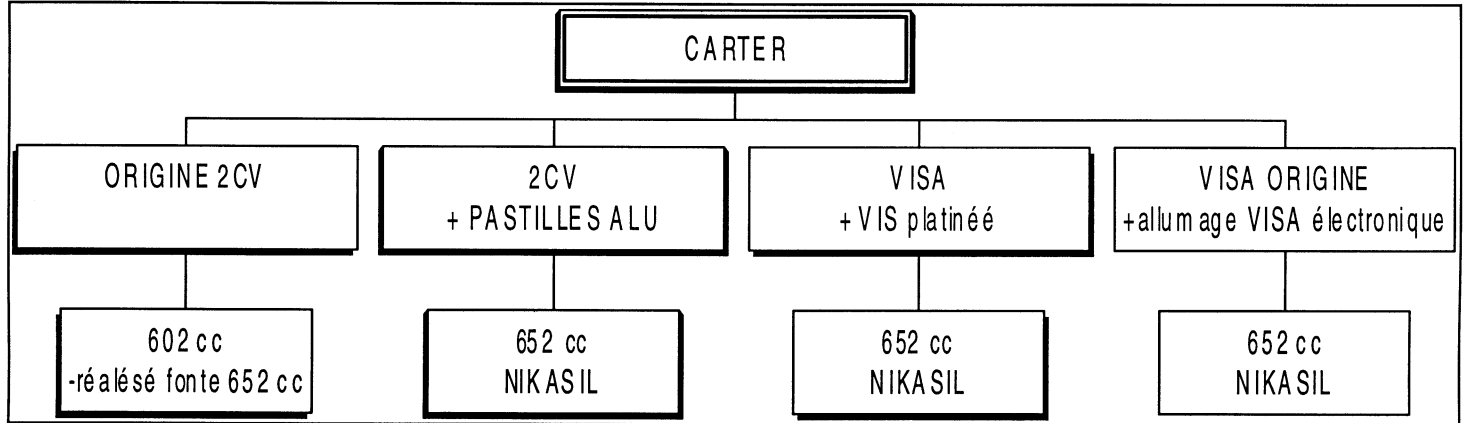 CARTER
ORIGINE 2CV
2CV
+ PASTILLES ALU
VISA
+ VIS platinéé
VISA ORIGINE
+allumage VISA électronique
602 cc
-réalésé fonte 652 cc
652 cc
NIKASIL
652 cc
NIKASIL
652 cc
NIKASIL